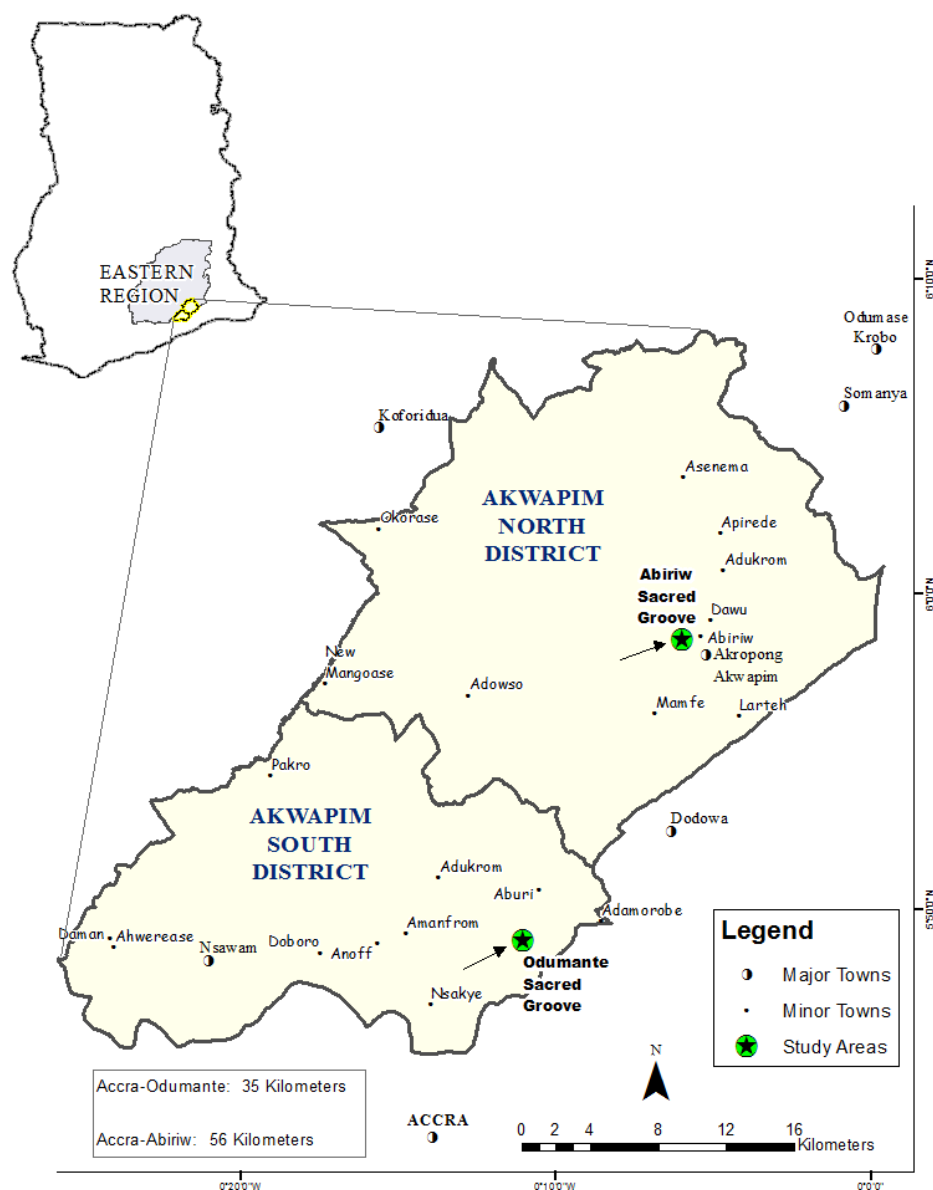 EASTERN
REGION
6°10'0"N
Odumase
Krobo
Somanya
Koforidua
Asenema
AKWAPIM
NORTH
DISTRICT
Okorase
Apirede
Adukrom
Abiriw
Sacred
Groove
6°0'0"N
Dawu
Abiriw
Akropong
Akwapim
New
Mangoase
Adowso
Mamfe
Larteh
Pakro
AKWAPIM
SOUTH
DISTRICT
Dodowa
Adukrom
Aburi
5°50'0"N
Adamorobe
Daman
Ahwerease
Nsawam
Doboro
Anoff
Amanfrom
Odumante
Sacred
Groove
Nsakye
Legend
Major Towns
Minor Towns
Study Areas
Accra-Odumante: 35 Kilometers
Accra-Abiriw: 56 Kilometers
ACCRA
N
0 2 4 8 12 16
Kilometers
0°20'0"W
0°10'0"W
0°0'0"